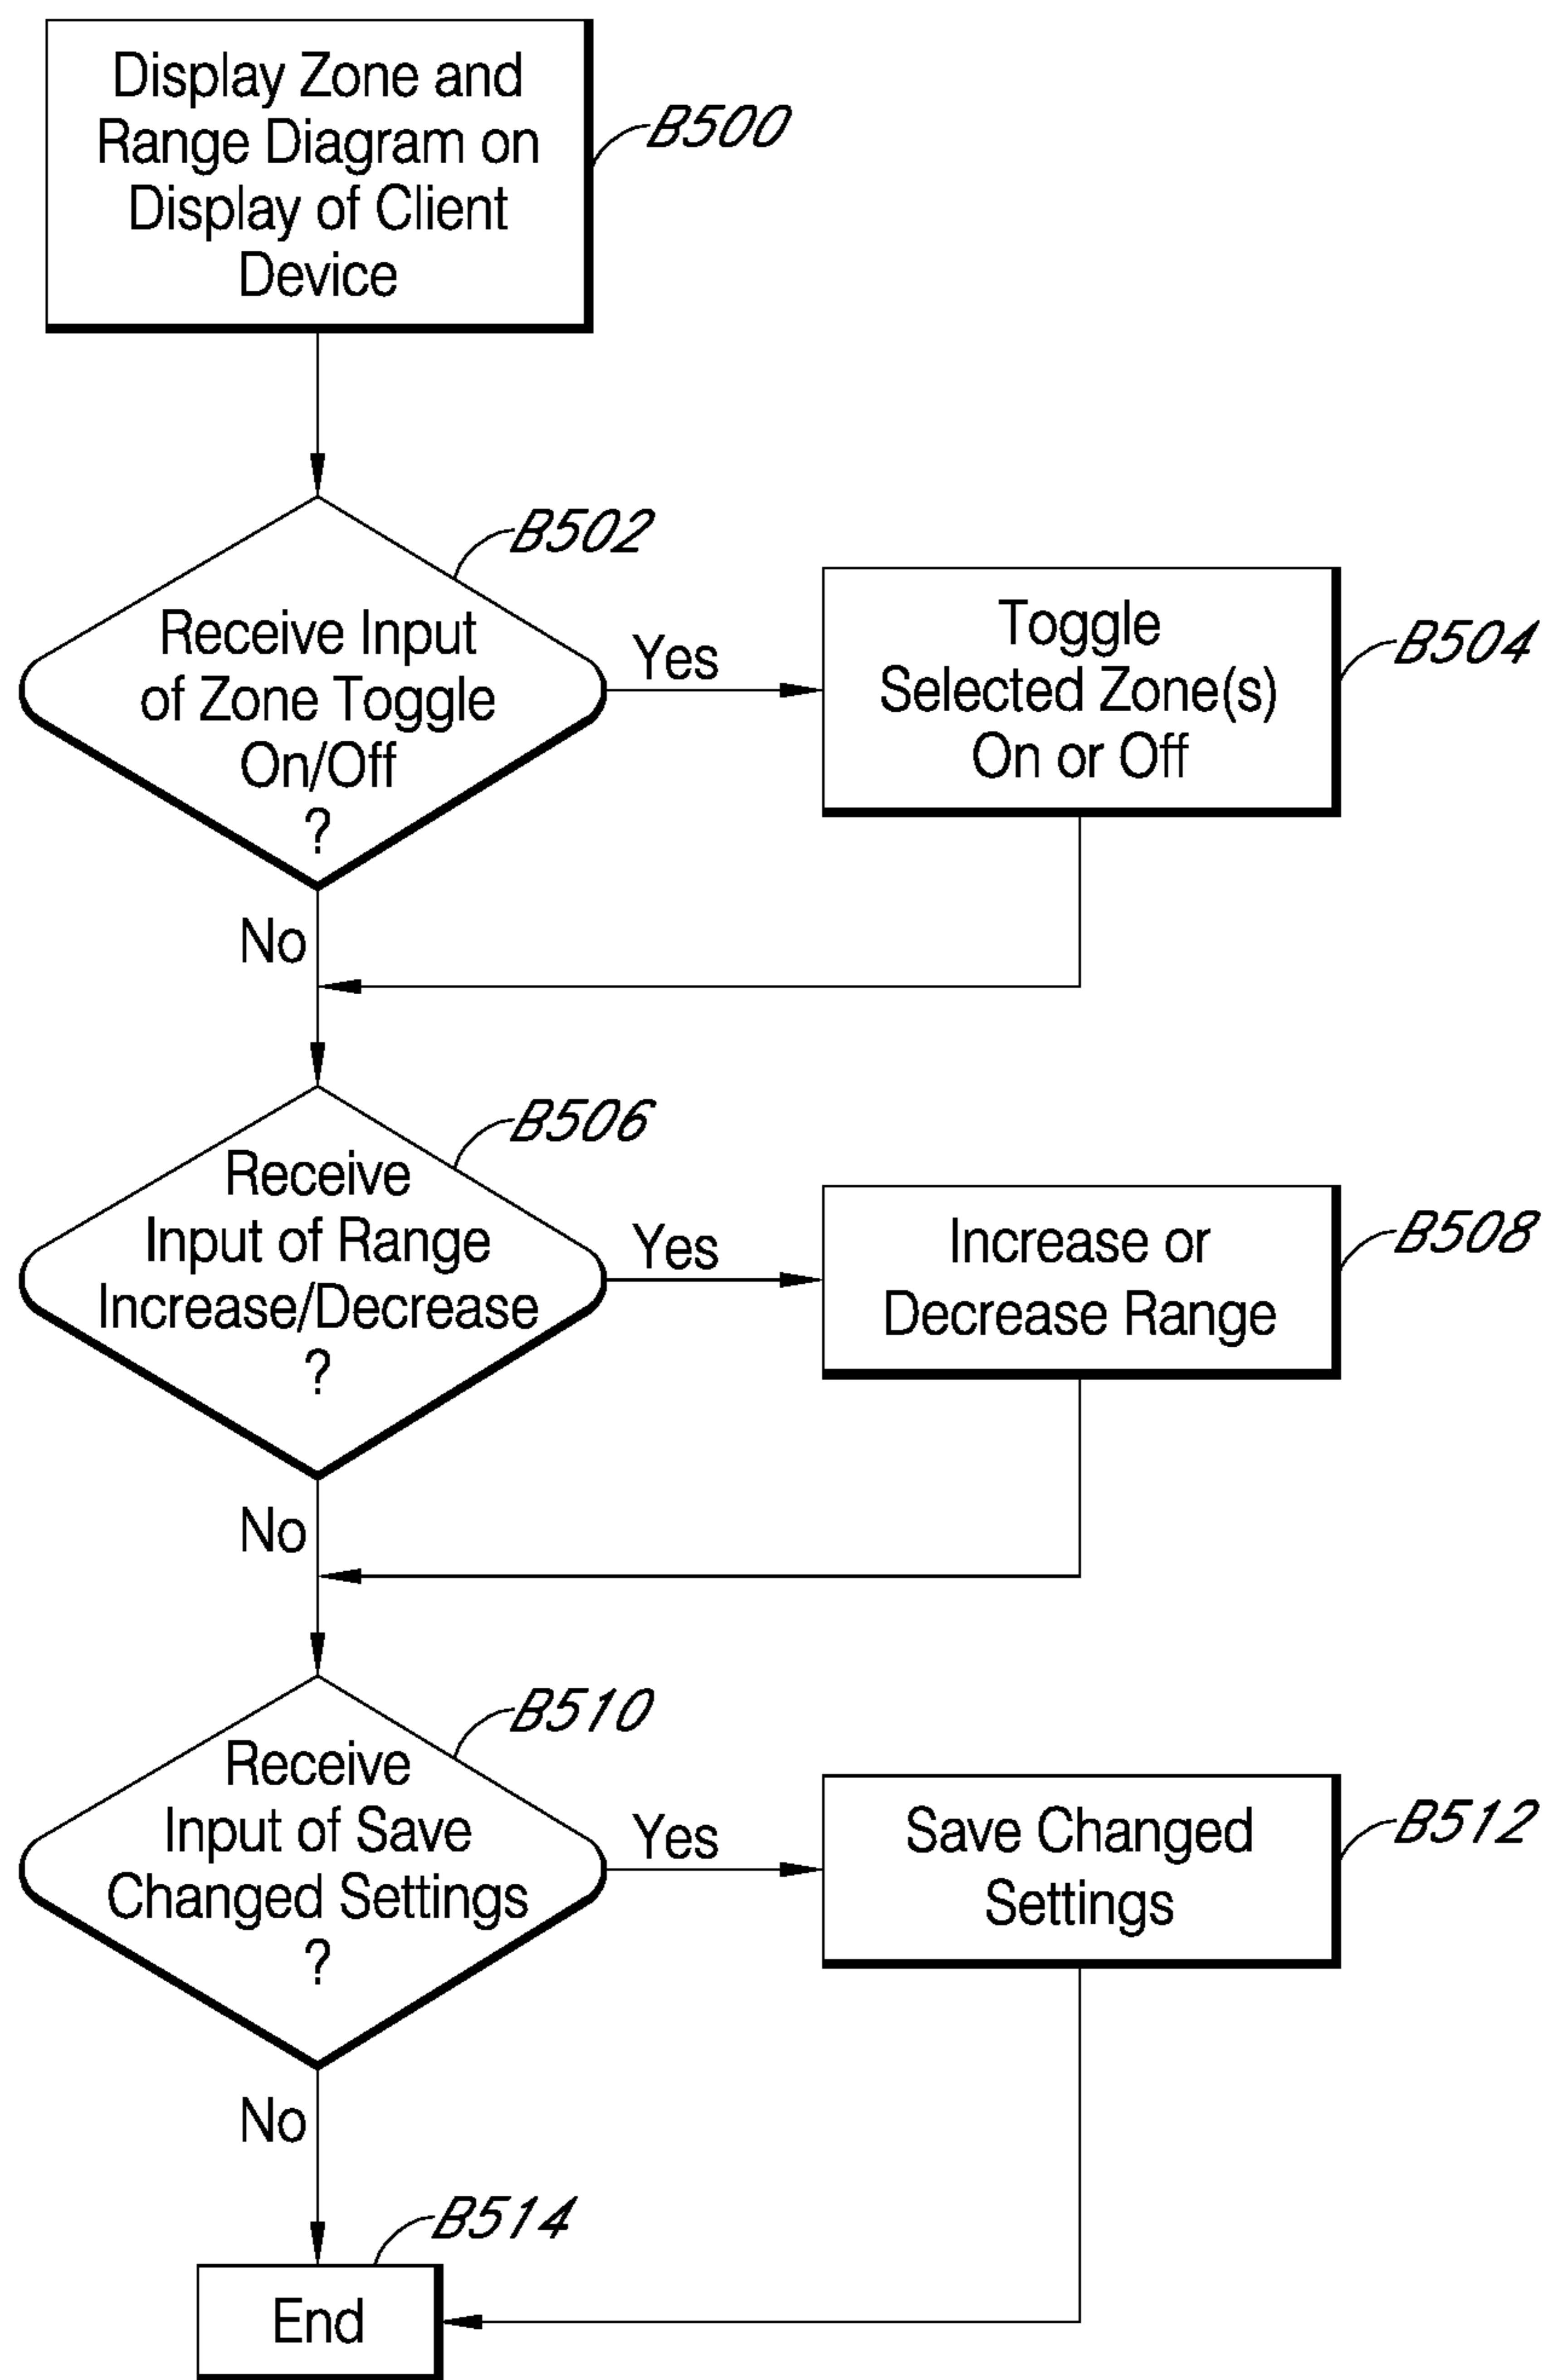 Display Zone and
Range Diagram on
Display of Client
Device
B500
B502
Receive Input
of Zone Toggle
On/Off
?
Yes
Toggle
Selected Zone(s)
On or Off
B504
No
B506
Receive
Input of Range
Increase/Decrease
?
Yes
Increase or
Decrease Range
B508
No
B510
Receive
Input of Save
Changed Settings
?
Yes
Save Changed
Settings
B512
No
B514
End